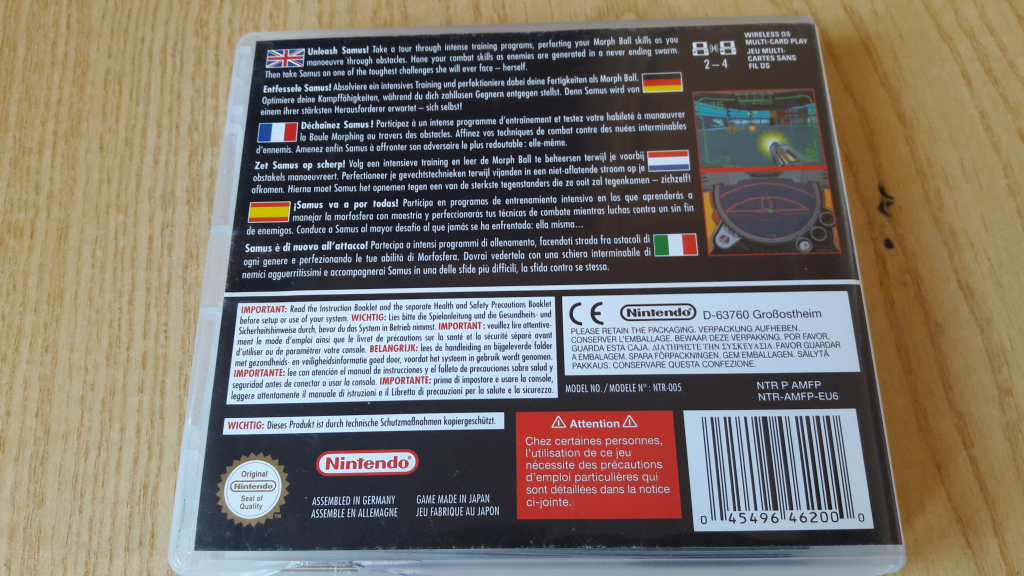 Unleash Samus! Take a tour through intense training programs, perfecting your Morph Ball skills as you
manoeuvre through obstacles. Hone your combat skills as enemies are generated in a never ending swarm.
Then take Samus on one of the toughest challenges she will ever face – herself.
WIRELESS DS
MULTI-CARD PLAY
JEU MULTI-
CARTES SANS
FIL DS
2 – 4
Entfessele Samus! Absolviere ein intensives Training und perfektioniere dabei deine Fertigkeiten als Morph Ball.
Optimiere deine Kampffähigkeiten, während du dich zahllosen Gegnern entgegen stellst. Denn Samus wird von
einem ihrer stärksten Herausforderer erwartet – sich selbst!
Déchaînez Samus ! Participez à un intense programme d'entraînement et testez votre habileté à manœuvrer
la Boule Morphing au travers des obstacles. Affinez vos techniques de combat contre des nuées interminables
d'ennemis. Amenez enfin Samus à affronter son adversaire le plus redoutable : elle-même.
Zet Samus op scherp! Volg een intensieve training en leer de Morph Ball te beheersen terwijl je voorbij
obstakels manoeuvreert. Perfectioneer je gevechtstechnieken terwijl vijanden in een niet-aflatende stroom op je
afkomen. Hierna moet Samus het opnemen tegen een van de sterkste tegenstanders die ze ooit zal tegenkomen – zichzelf!
¡Samus va a por todas! Participa en programas de entrenamiento intensivo en los que aprenderás a
manejar la morfosfera con maestría y perfeccionarás tus técnicas de combate mientras luchas contra un sin fin
de enemigos. Conduce a Samus al mayor desafío al que jamás se ha enfrentado: ella misma...
Samus è di nuovo all'attacco! Partecipa a intensi programmi di allenamento, facendoti strada fra ostacoli di
ogni genere e perfezionando le tue abilità di Morfosfera. Dovrai vedertela con una schiera interminabile di
nemici agguerritissimi e accompagnerai Samus in una delle sfide più difficili, la sfida contro se stessa.
IMPORTANT: Read the Instruction Booklet and the separate Health and Safety Precautions Booklet
before setup or use of your system. WICHTIG: Lies bitte die Spielanleitung und die Gesundheits- und
Sicherheitshinweise durch, bevor du das System in Betrieb nimmst. IMPORTANT : veuillez lire attentive-
ment le mode d'emploi ainsi que le livret de précautions sur la santé et la sécurité séparé avant
d'utiliser ou de paramétrer votre console. BELANGRIJK: lees de handleiding en bijgeleverde folder
met gezondheids- en veiligheidsinformatie goed door, voordat het systeem in gebruik wordt genomen.
IMPORTANTE: lee con atención el manual de instrucciones y el folleto de precauciones sobre salud y
seguridad antes de conectar o usar la consola. IMPORTANTE: prima di impostare e usare la console,
leggere attentamente il manuale di istruzioni e il Libretto di precauzioni per la salute e la sicurezza.
CE Nintendo D-63760 Großostheim
PLEASE RETAIN THE PACKAGING. VERPACKUNG AUFHEBEN.
CONSERVER L'EMBALLAGE. BEWAAR DEZE VERPAKKING. POR FAVOR,
GUARDA ESTA CAJA. ΔΙΑΤΗΡΗΣΤΕ ΤΗΝ ΣΥΣΚΕΥΑΣΙΑ. FAVOR GUARDAR
A EMBALAGEM. SPARA FÖRPACKNINGEN. GEM EMBALLAGEN. SÄILYTÄ
PAKKAUS. CONSERVARE QUESTA CONFEZIONE.
MODEL NO. / MODELE N° : NTR-005
NTR P AMFP
NTR-AMFP-EU6
WICHTIG: Dieses Produkt ist durch technische Schutzmaßnahmen kopiergeschützt.
Original
Nintendo
Seal of
Quality
TM
Nintendo
ASSEMBLED IN GERMANY
ASSEMBLE EN ALLEMAGNE
GAME MADE IN JAPAN
JEU FABRIQUE AU JAPON
Attention
Chez certaines personnes,
l'utilisation de ce jeu
nécessite des précautions
d'emploi particulières qui
sont détaillées dans la notice
ci-jointe.
0 45496 46200 0